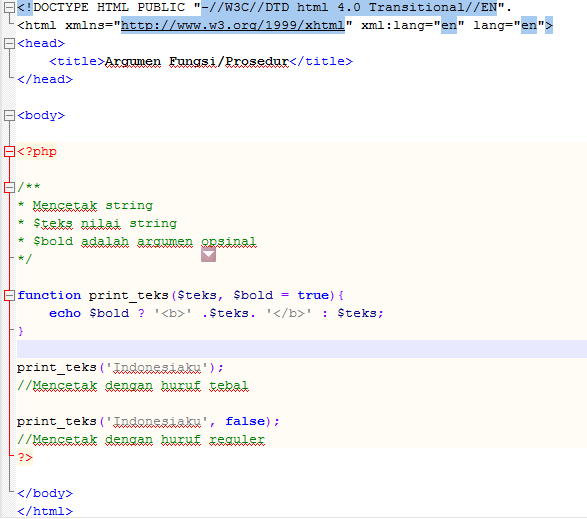 <!DOCTYPE HTML PUBLIC "-//W3C//DTD html 4.0 Transitional//EN".
<html xmlns="http://www.w3.org/1999/xhtml" xml:lang="en" lang="en">
<head>
    <title>Argumen Fungsi/Prosedur</title>
</head>
<body>
<?php
/**
* Mencetak string
* $teks nilai string
* $bold adalah argumen opsinal
*/
function print_teks($teks, $bold = true){
    echo $bold ? '<b>' .$teks. '</b>' : $teks;
}
print_teks('Indonesiaku');
//Mencetak dengan huruf tebal
print_teks('Indonesiaku', false);
//Mencetak dengan huruf reguler
?>
</body>
</html>